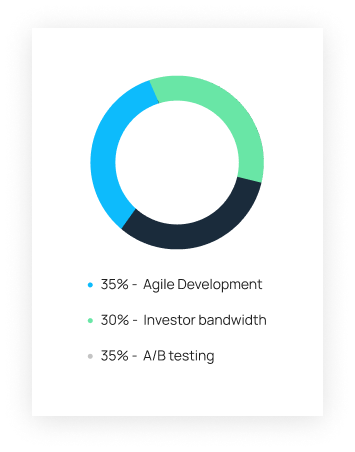 35% - Agile Development
30% - Investor bandwidth
35% - A/B testing